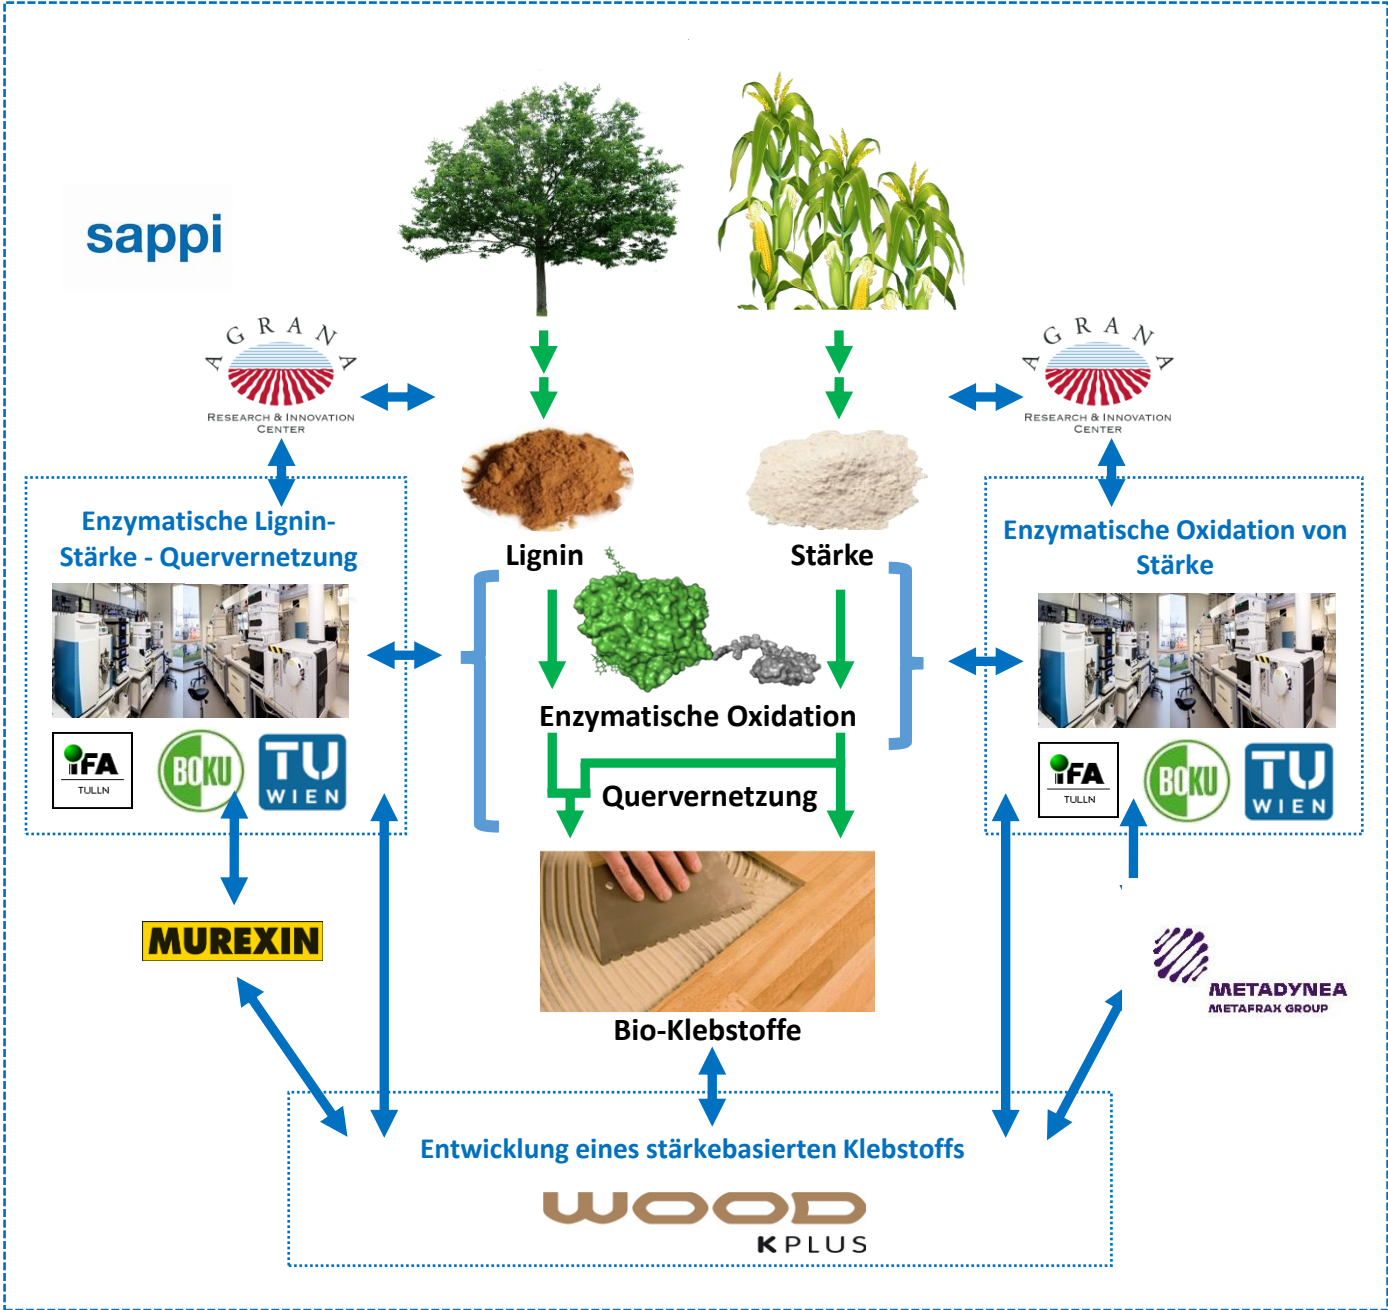 sappi
AGRANA
RESEARCH & INNOVATION
CENTER
AGRANA
RESEARCH & INNOVATION
CENTER
Enzymatische Lignin-
Stärke - Quervernetzung
Lignin
Stärke
Enzymatische Oxidation von
Stärke
Enzymatische Oxidation
Quervernetzung
iFA
TULLN
BOKU
TU
WIEN
iFA
TULLN
BOKU
TU
WIEN
MUREXIN
METADYNEA
METAFRAX GROUP
Bio-Klebstoffe
Entwicklung eines stärkebasierten Klebstoffs
WOOD
KPLUS